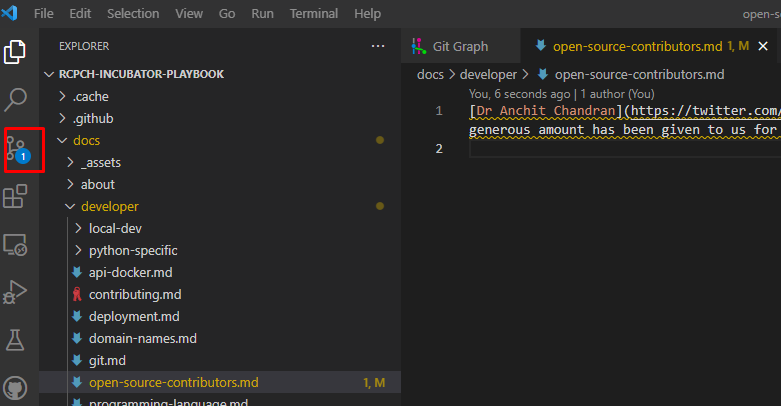 File Edit Selection View Go Run Terminal Help open-so
EXPLORER ···
Git Graph
open-source-contributors.md 1, M
RCPCH-INCUBATOR-PLAYBOOK
docs > developer > open-source-contributors.md
.cache
You, 6 seconds ago | 1 author (You)
.github
1 [Dr Anchit Chandran](https://twitter.com/
docs
generous amount has been given to us for
1
2
_assets
about
developer
local-dev
python-specific
api-docker.md
contributing.md
deployment.md
domain-names.md
git.md
open-source-contributors.md 1, M
programming-language.md